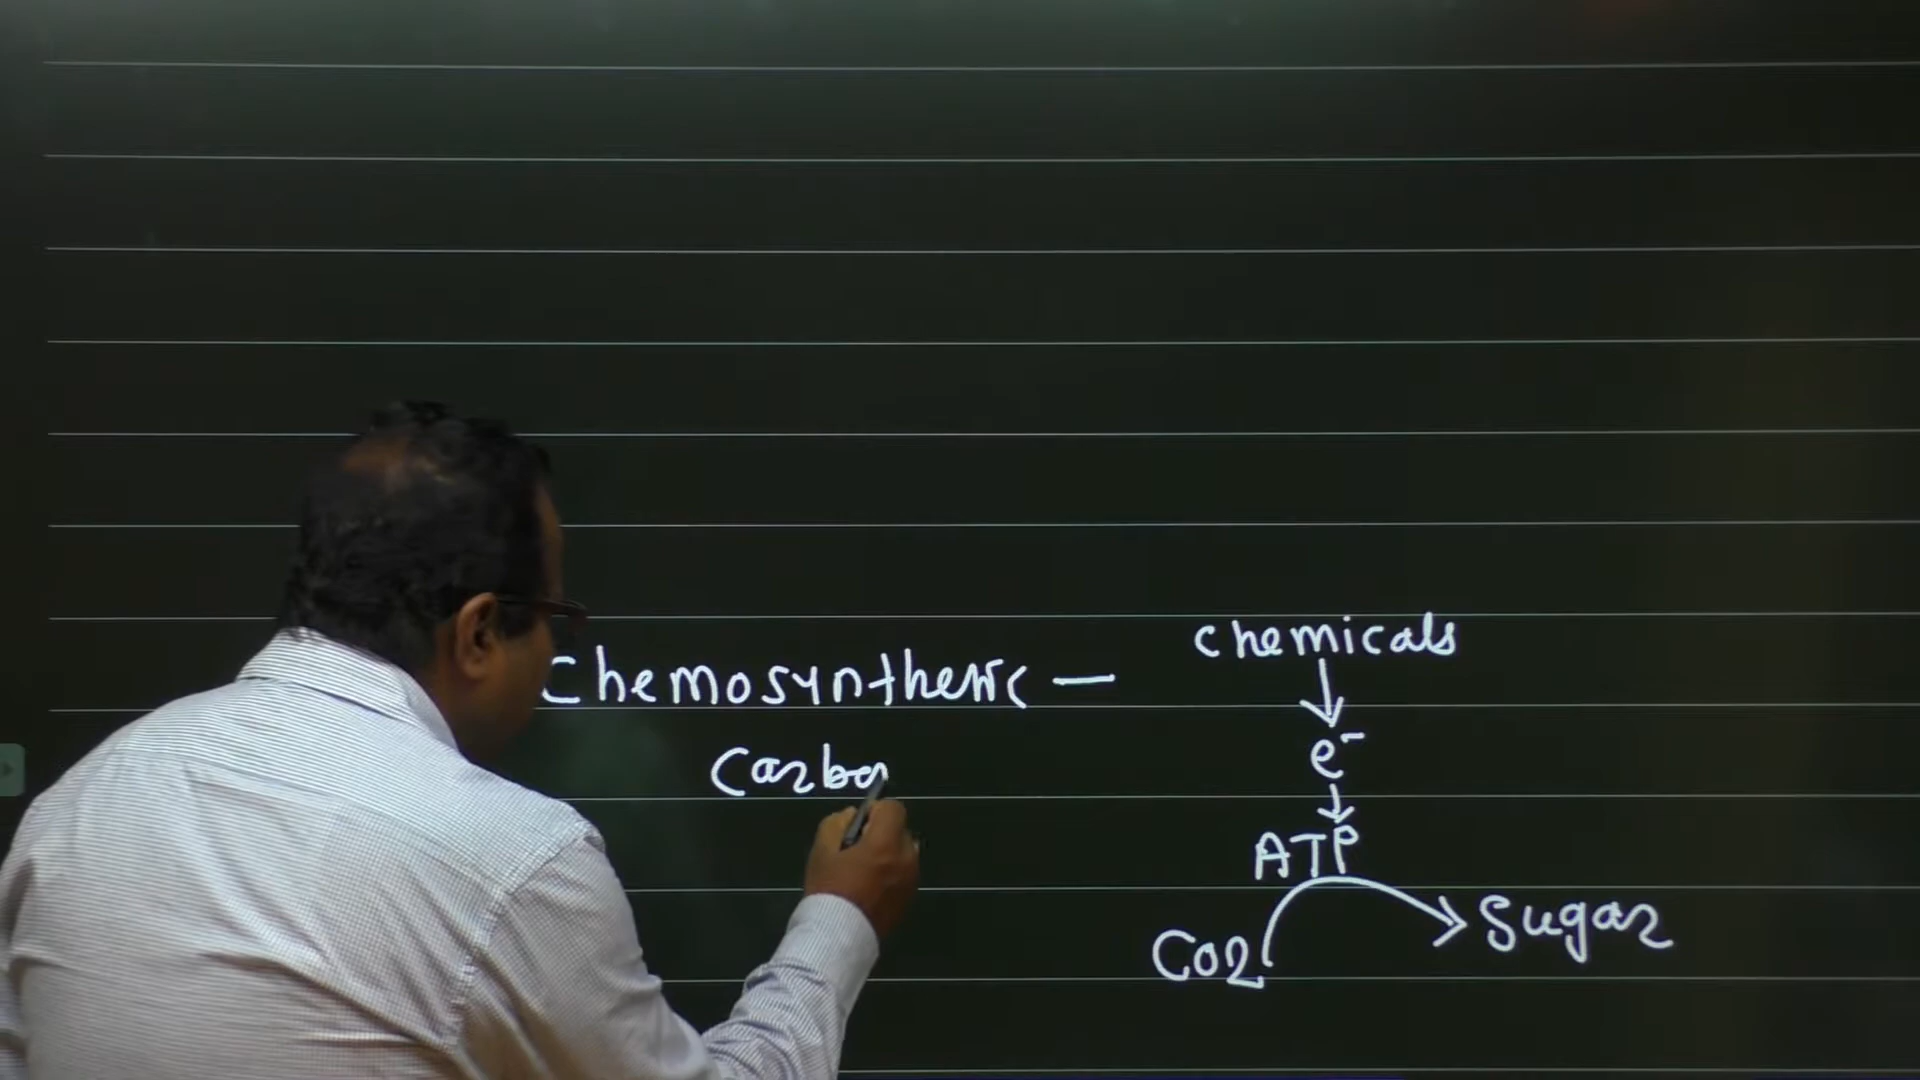 Chemosynthetic — chemicals
Carbo
↓
e-
↓
ATP
Co2 → Sugar